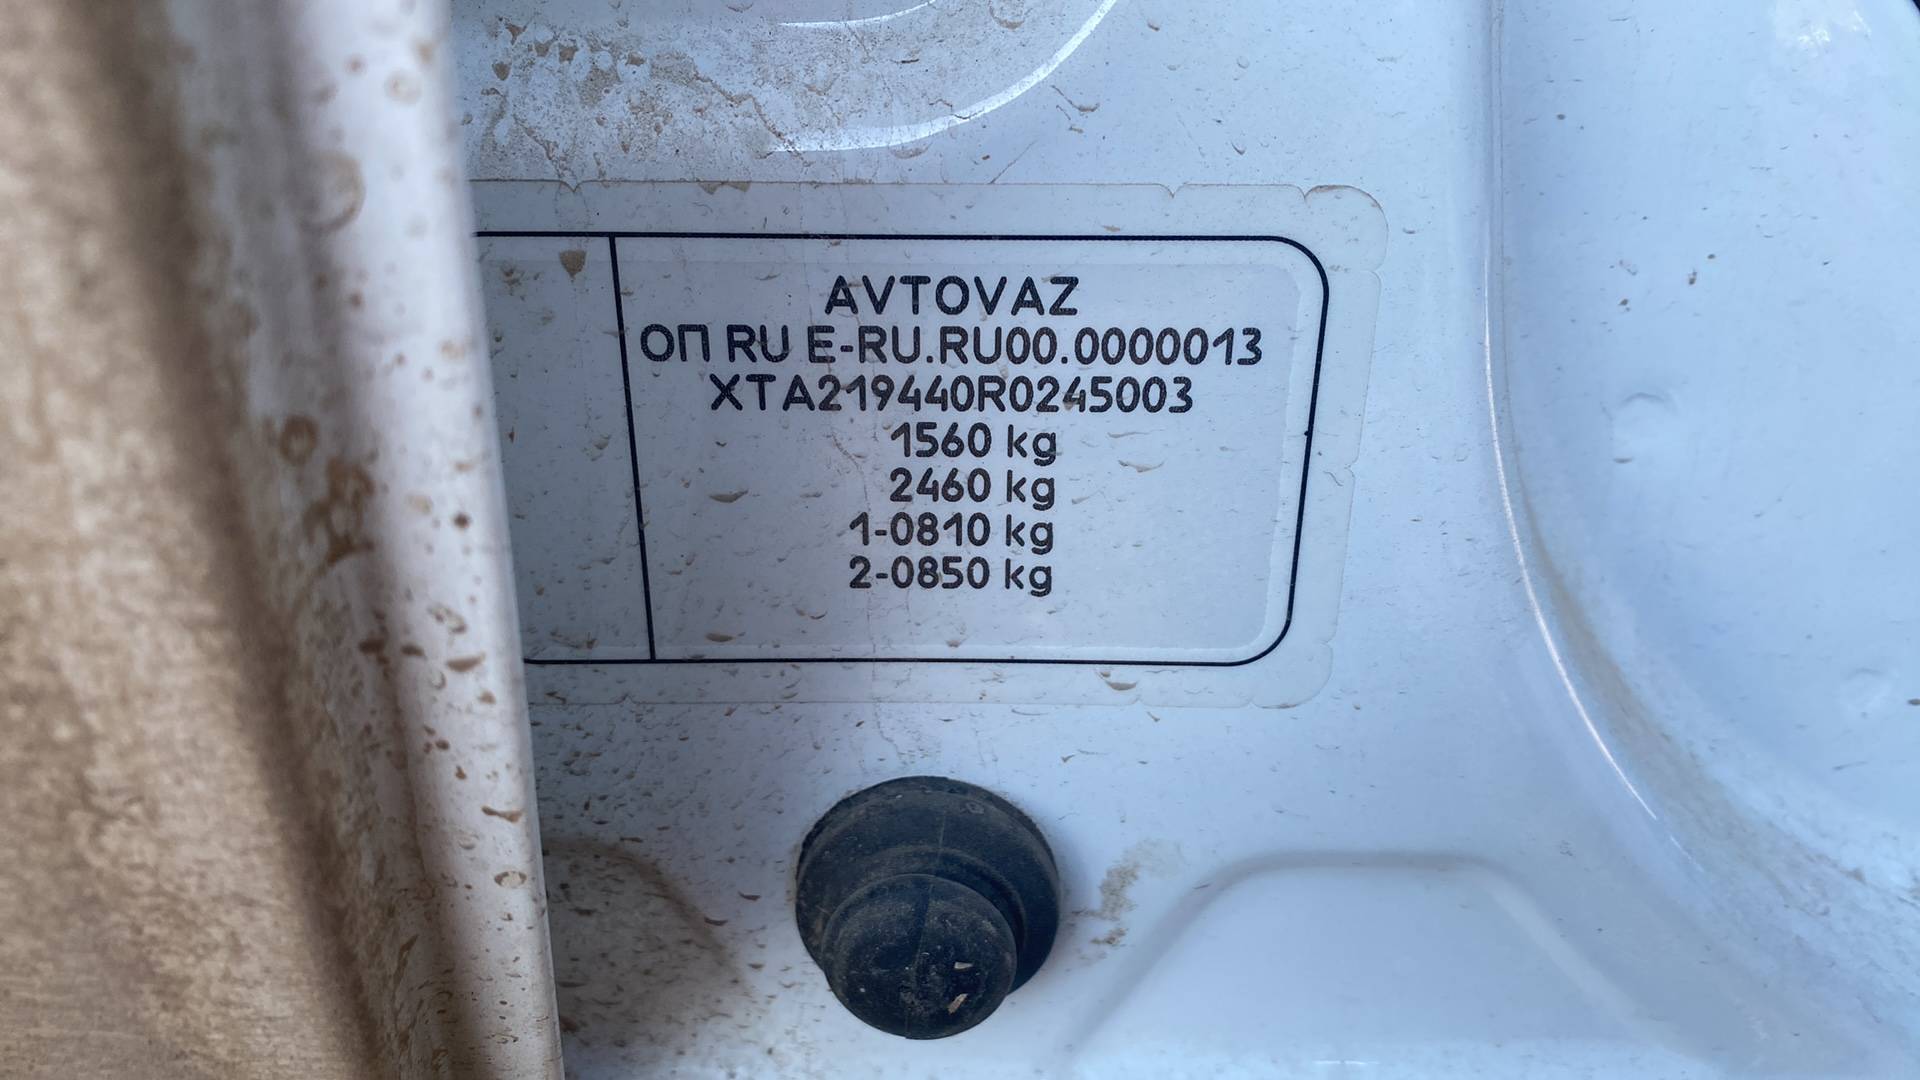 AVTOVAZ
ОП RU E-RU.RU00.0000013
XTA219440R0245003
1560 kg
2460 kg
1-0810 kg
2-0850 kg